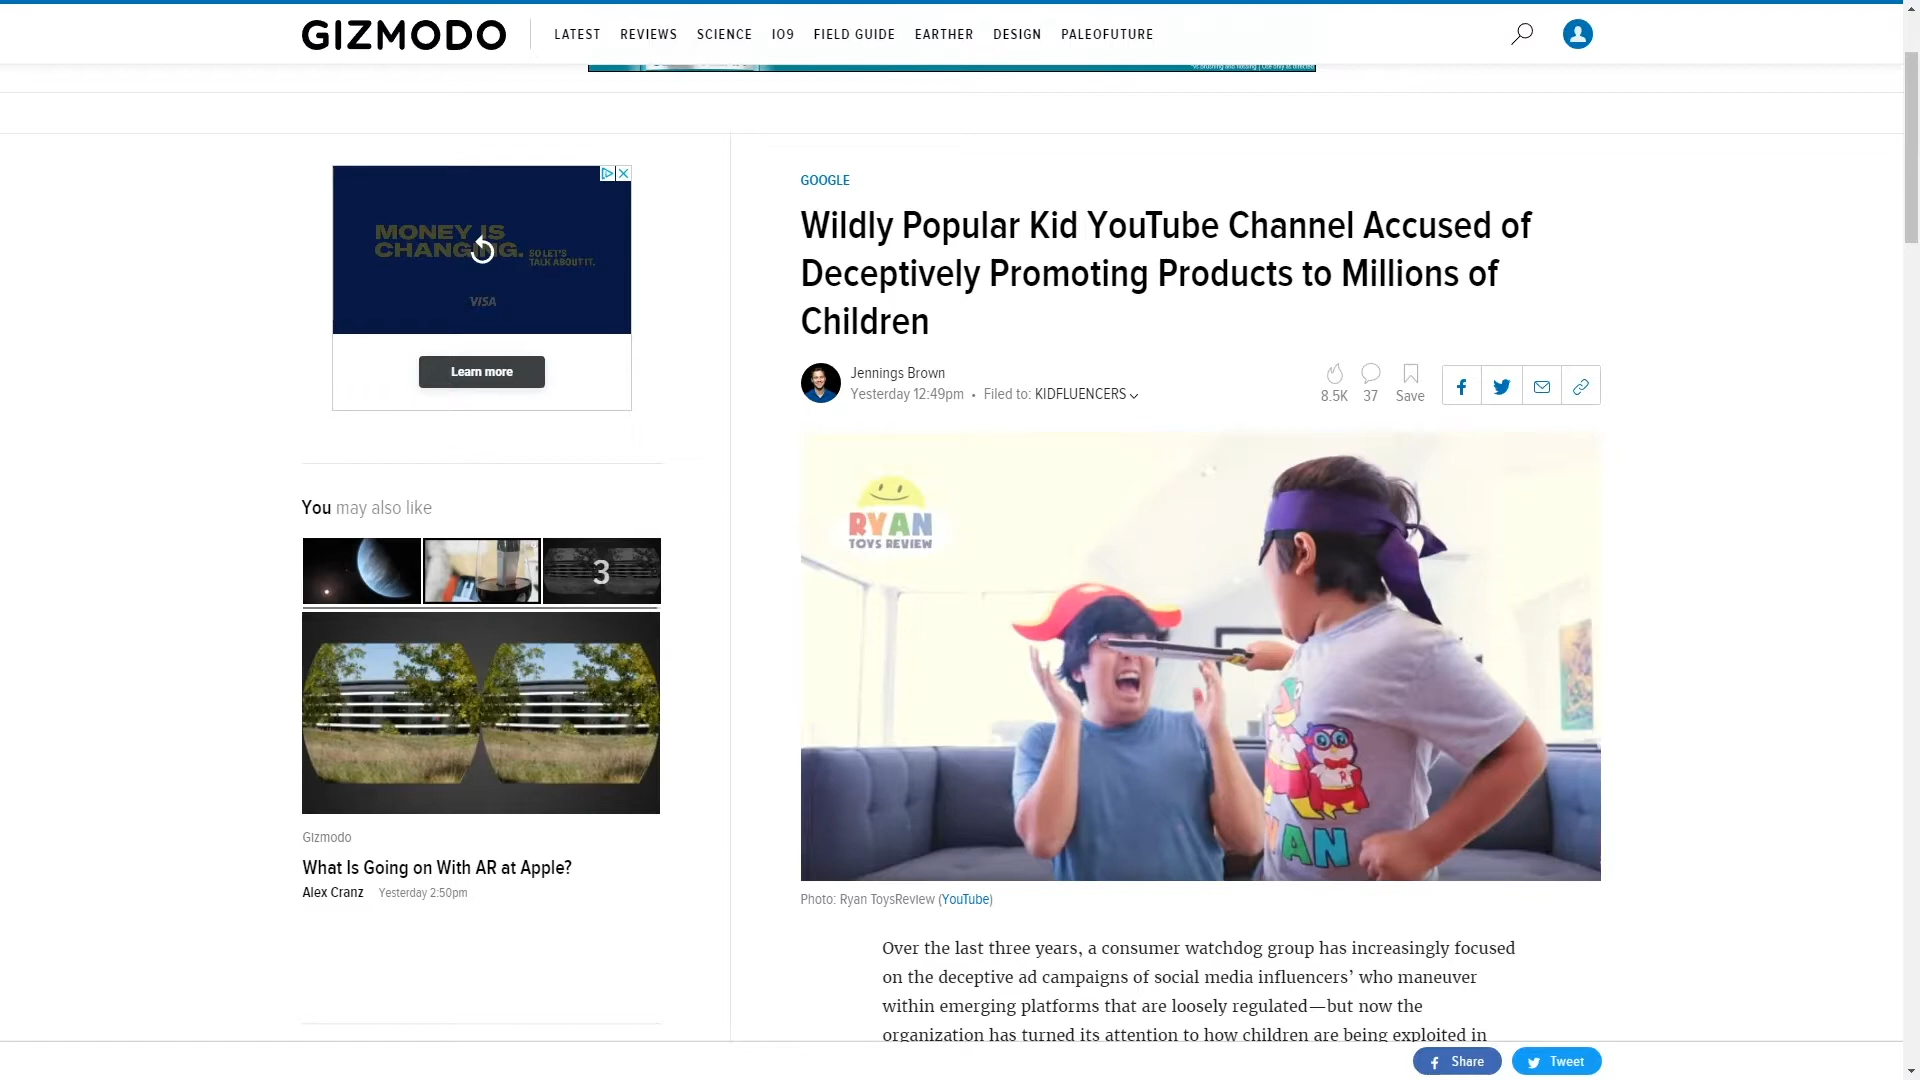 GIZMODO
LATEST REVIEWS SCIENCE IO9 FIELD GUIDE EARTHER DESIGN PALEOFUTURE
MONEY IS
CHANGING. SO LET'S
TALK ABOUT IT.
VISA
Learn more
You may also like
3
Gizmodo
What Is Going on With AR at Apple?
Alex Cranz Yesterday 2:50pm
GOOGLE
Wildly Popular Kid YouTube Channel Accused of
Deceptively Promoting Products to Millions of
Children
Jennings Brown
Yesterday 12:49pm • Filed to: KIDFLUENCERS
8.5K 37 Save
RYAN
TOYS REVIEW
Photo: Ryan ToysReview (YouTube)
Over the last three years, a consumer watchdog group has increasingly focused
on the deceptive ad campaigns of social media influencers’ who maneuver
within emerging platforms that are loosely regulated—but now the
organization has turned its attention to how children are being exploited in
Share Tweet